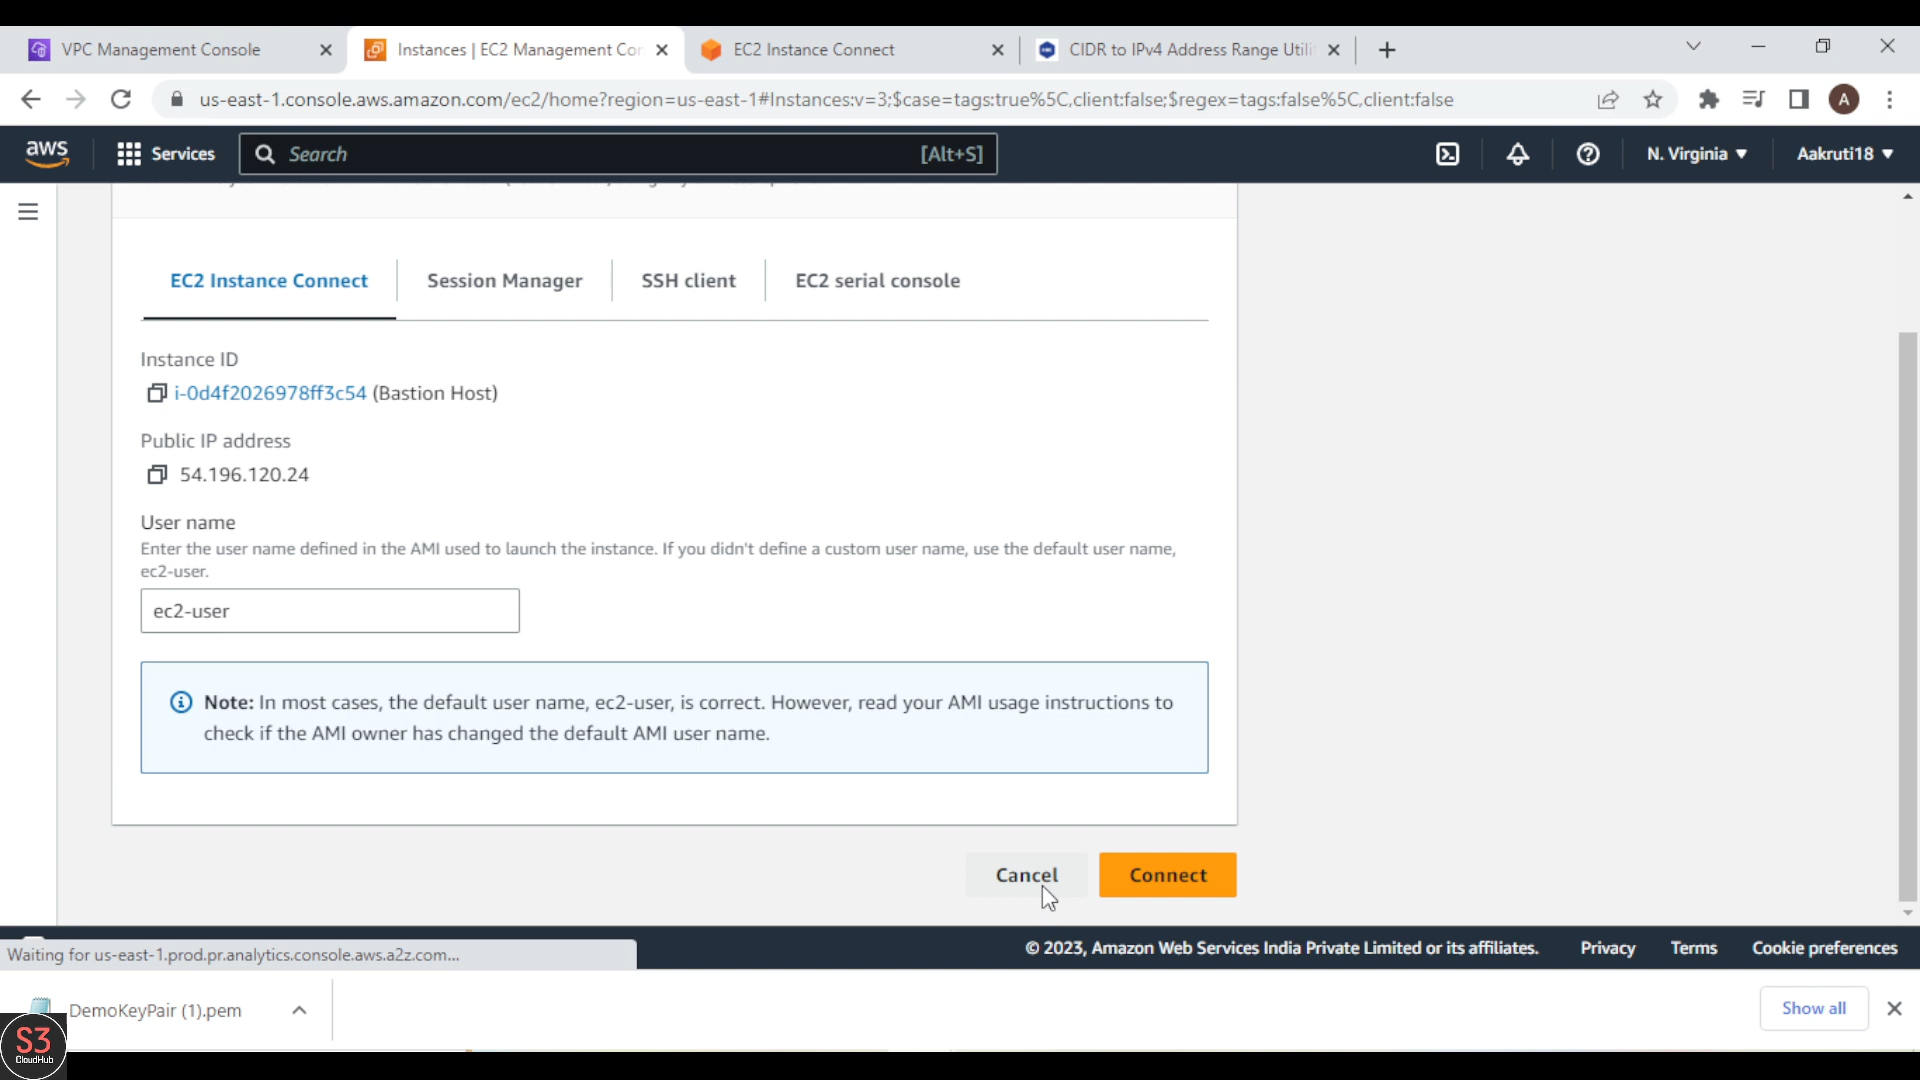 VPC Management Console
Instances | EC2 Management Con
EC2 Instance Connect
CIDR to IPv4 Address Range Utili
us-east-1.console.aws.amazon.com/ec2/home?region=us-east-1#Instances:v=3;$case=tags:true%5C,client:false;$regex=tags:false%5C,client:false
A
aws
Services
Search
[Alt+S]
N. Virginia
Aakruti18
EC2 Instance Connect
Session Manager
SSH client
EC2 serial console
Instance ID
i-0d4f2026978ff3c54 (Bastion Host)
Public IP address
54.196.120.24
User name
Enter the user name defined in the AMI used to launch the instance. If you didn't define a custom user name, use the default user name,
ec2-user.
ec2-user
Note: In most cases, the default user name, ec2-user, is correct. However, read your AMI usage instructions to
check if the AMI owner has changed the default AMI user name.
Cancel
Connect
Waiting for us-east-1.prod.pr.analytics.console.aws.a2z.com...
© 2023, Amazon Web Services India Private Limited or its affiliates.
Privacy
Terms
Cookie preferences
DemoKeyPair (1).pem
Show all
S3
CloudHub